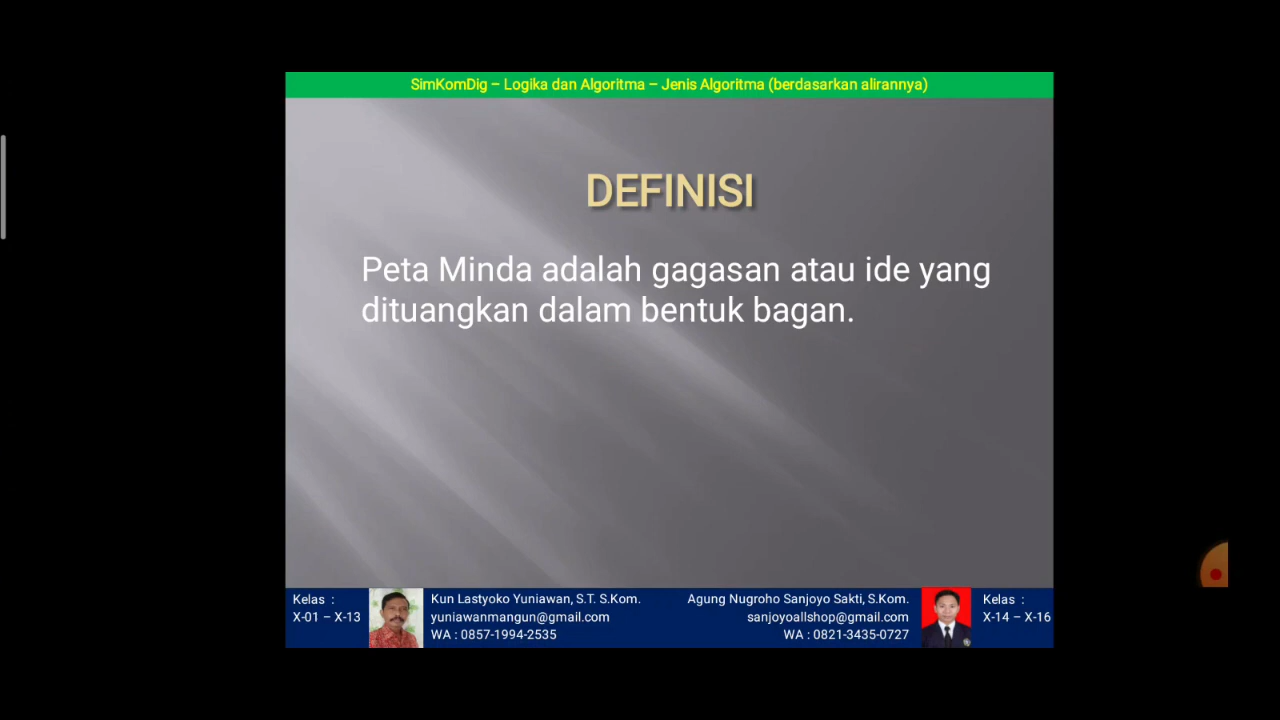 SimKomDig – Logika dan Algoritma – Jenis Algoritma (berdasarkan alirannya)
DEFINISI
Peta Minda adalah gagasan atau ide yang
dituangkan dalam bentuk bagan.
Kelas :
X-01 – X-13
Kun Lastyoko Yuniawan, S.T. S.Kom.
yuniawanmangun@gmail.com
WA : 0857-1994-2535
Agung Nugroho Sanjoyo Sakti, S.Kom.
sanjoyoallshop@gmail.com
WA : 0821-3435-0727
Kelas :
X-14 – X-16